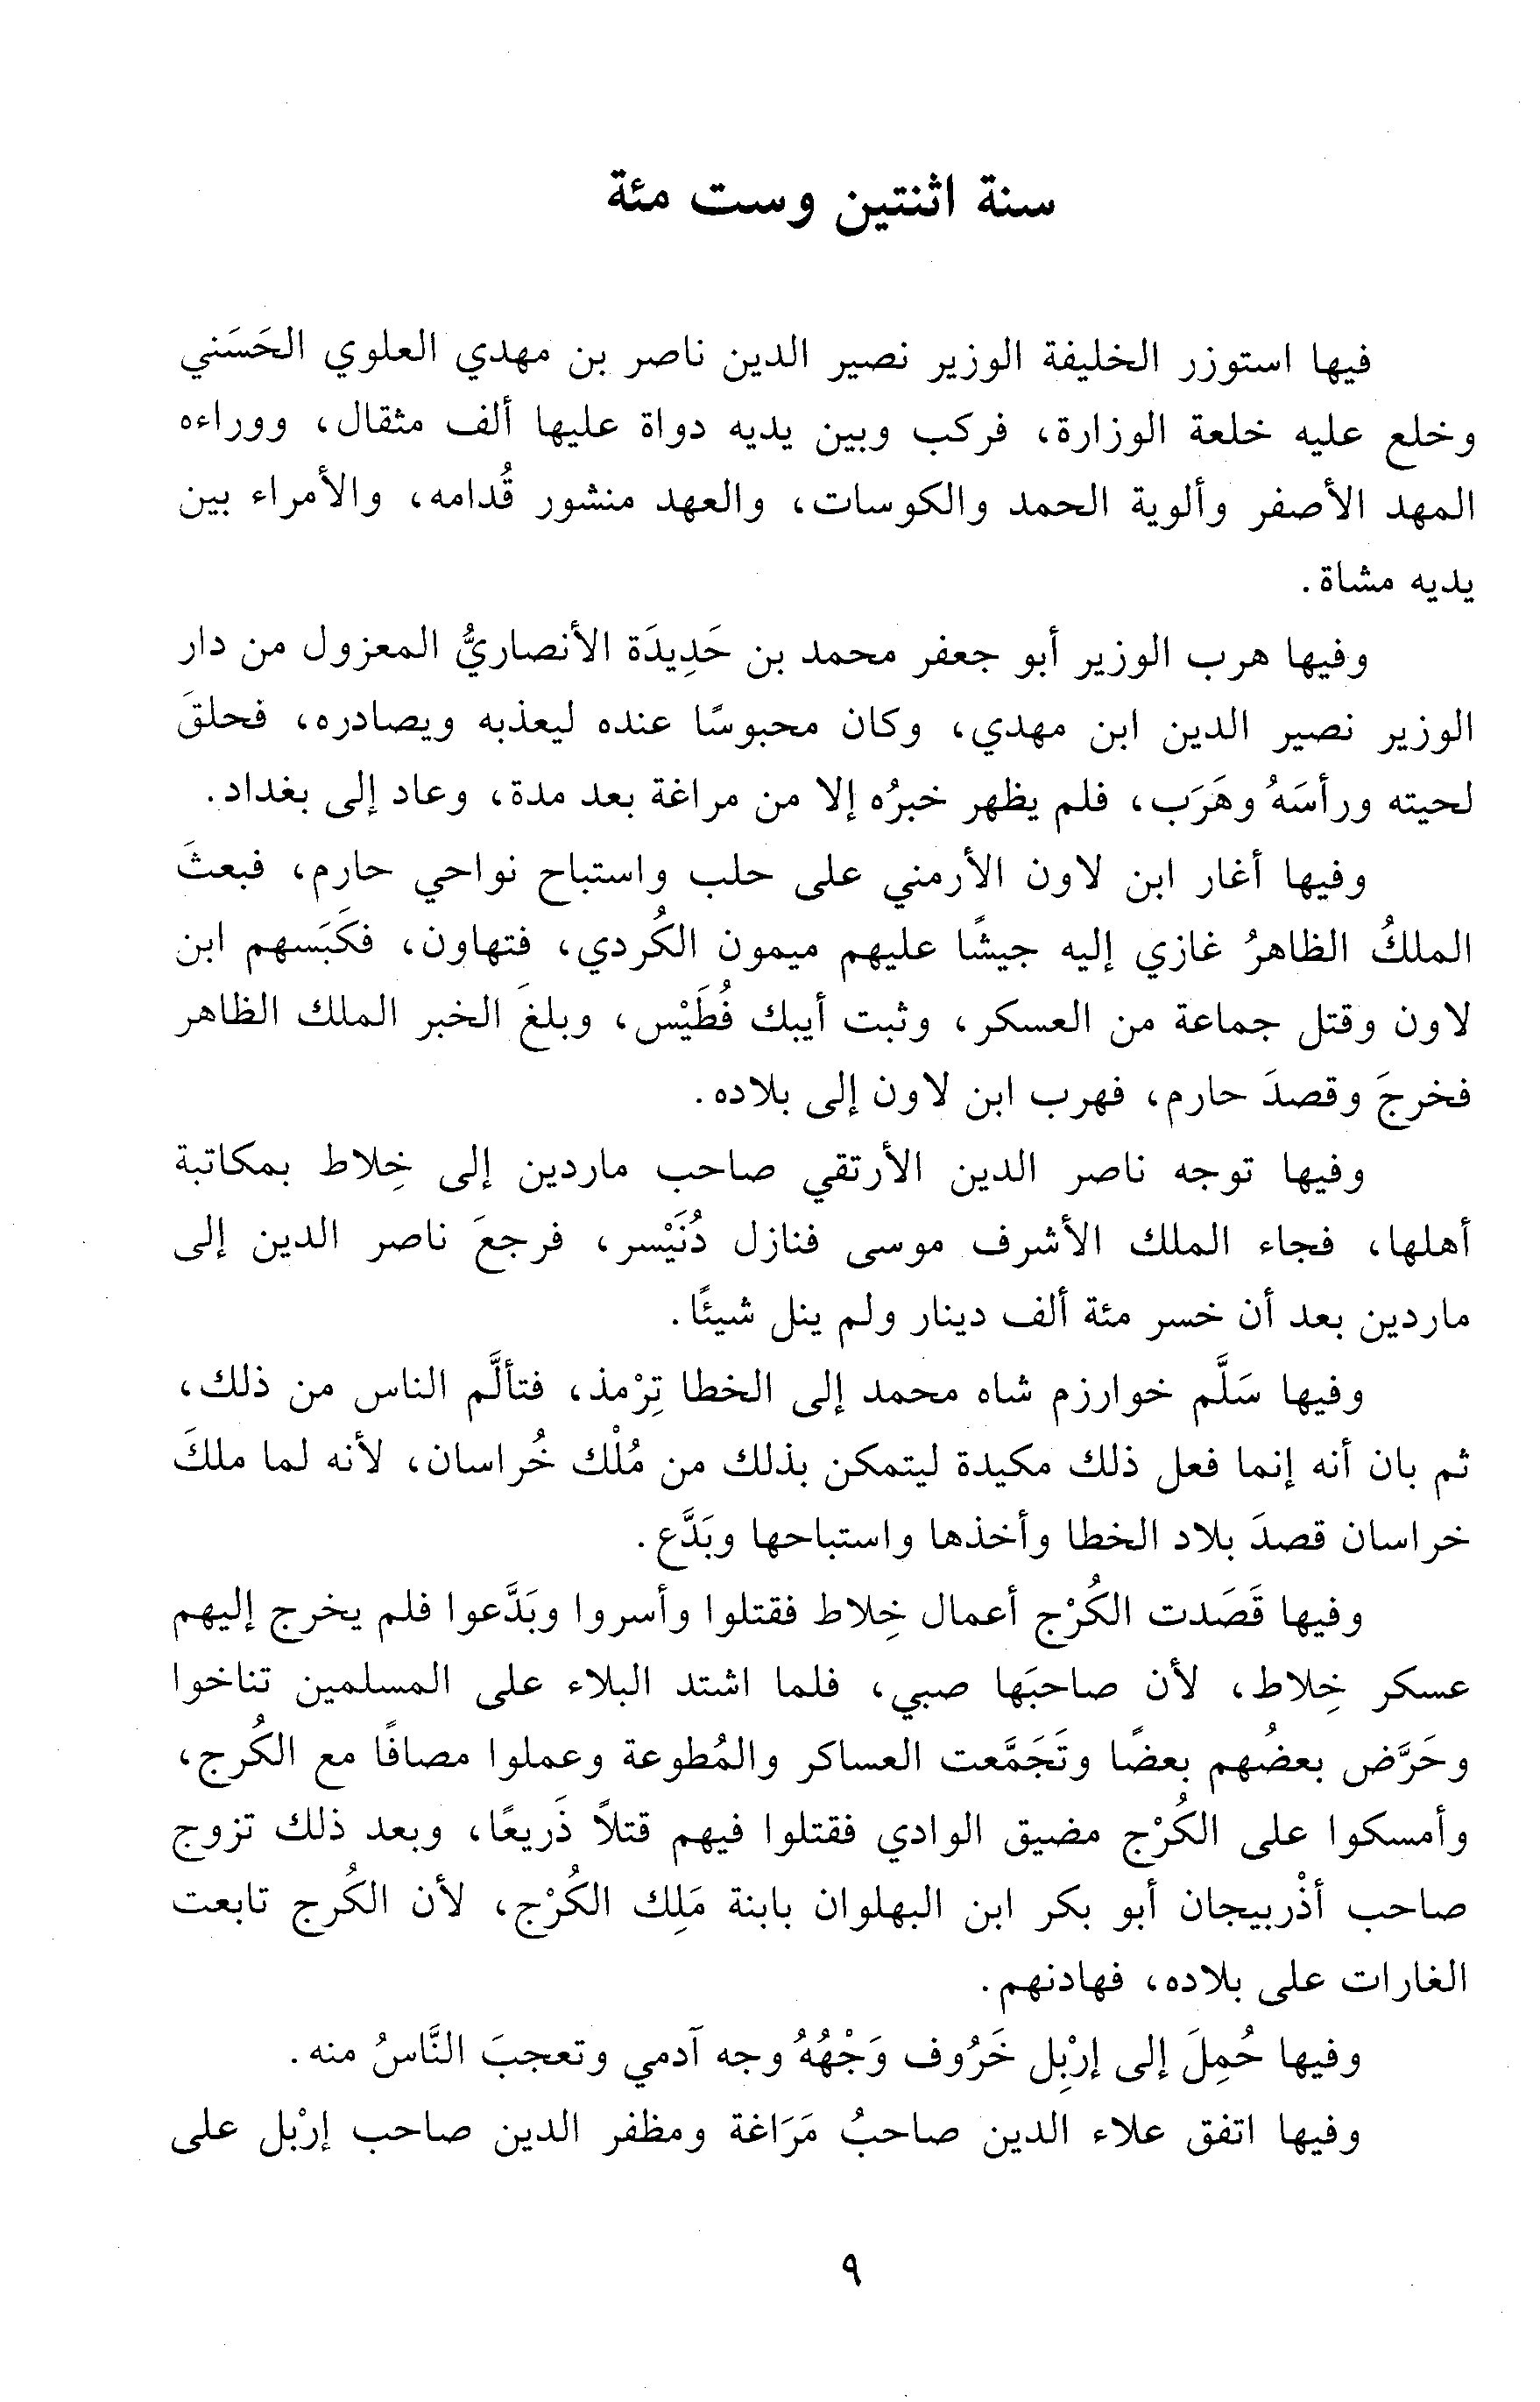 سنة اثنتين وست مئة
فيها استوزر الخليفة الوزير نصير الدين ناصر بن مهدي العلوي الحَسَني
وخلع عليه خلعة الوزارة، فركب وبين يديه دواة عليها ألف مثقال، ووراءه
المهد الأصفر وألوية الحمد والكوسات، والعهد منشور قُدامه، والأمراء بين
يديه مشاة.
وفيها هرب الوزير أبو جعفر محمد بن حَدِيدَة الأنصاريُّ المعزول من دار
الوزير نصير الدين ابن مهدي، وكان محبوسًا عنده ليعذبه ويصادره، فحلقَ
لحيته ورأسَهُ وهَرَب، فلم يظهر خبرُه إلا من مراغة بعد مدة، وعاد إلى بغداد.
وفيها أغار ابن لاون الأرمني على حلب واستباح نواحي حارم، فبعثَ
الملكُ الظاهرُ غازي إليه جيشًا عليهم ميمون الكُردي، فتهاون، فكَبَسهم ابن
لاون وقتل جماعة من العسكر، وثبت أيبك فُطَيْس، وبلغَ الخبر الملك الظاهر
فخرجَ وقصدَ حارم، فهرب ابن لاون إلى بلاده.
وفيها توجه ناصر الدين الأرتقي صاحب ماردين إلى خِلاط بمكاتبة
أهلها، فجاء الملك الأشرف موسى فنازل دُنَيْسر، فرجعَ ناصر الدين إلى
ماردين بعد أن خسر مئة ألف دينار ولم ينل شيئًا.
وفيها سَلَّم خوارزم شاه محمد إلى الخطا تِرْمذ، فتألَّم الناس من ذلك،
ثم بان أنه إنما فعل ذلك مكيدة ليتمكن بذلك من مُلْك خُراسان، لأنه لما ملكَ
خراسان قصدَ بلاد الخطا وأخذها واستباحها وبَدَّع.
وفيها قَصَدت الكُرْج أعمال خِلاط فقتلوا وأسروا وبَدَّعوا فلم يخرج إليهم
عسكر خِلاط، لأن صاحبَها صبي، فلما اشتد البلاء على المسلمين تناخوا
وحَرَّض بعضُهم بعضًا وتَجَمَّعت العساكر والمُطوعة وعملوا مصافًا مع الكُرج،
وأمسكوا على الكُرْج مضيق الوادي فقتلوا فيهم قتلاً ذَريعًا، وبعد ذلك تزوج
صاحب أذْربيجان أبو بكر ابن البهلوان بابنة مَلِك الكُرْج، لأن الكُرج تابعت
الغارات على بلاده، فهادنهم.
وفيها حُمِلَ إلى إرْبِل خَرُوف وَجْهُهُ وجه آدمي وتعجبَ النَّاسُ منه.
وفيها اتفق علاء الدين صاحبُ مَرَاغة ومظفر الدين صاحب إرْبل على
٩